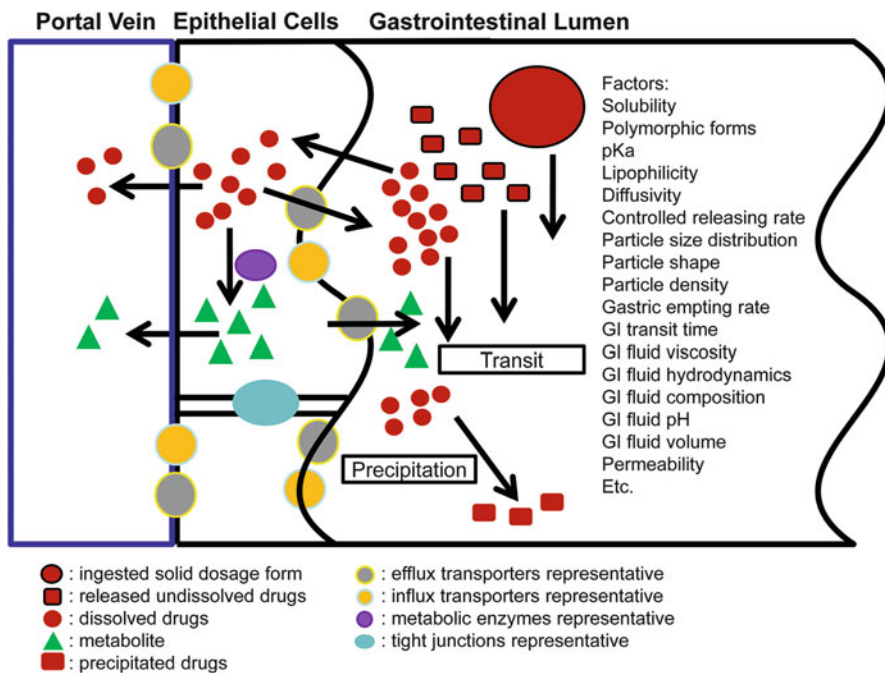 Portal Vein Epithelial Cells Gastrointestinal Lumen
Factors:
Solubility
Polymorphic forms
pKa
Lipophilicity
Diffusivity
Controlled releasing rate
Particle size distribution
Particle shape
Particle density
Gastric empting rate
GI transit time
GI fluid viscosity
GI fluid hydrodynamics
GI fluid composition
GI fluid pH
GI fluid volume
Permeability
Etc.
Transit
Precipitation
: ingested solid dosage form
: released undissolved drugs
: dissolved drugs
: metabolite
: precipitated drugs
: efflux transporters representative
: influx transporters representative
: metabolic enzymes representative
: tight junctions representative